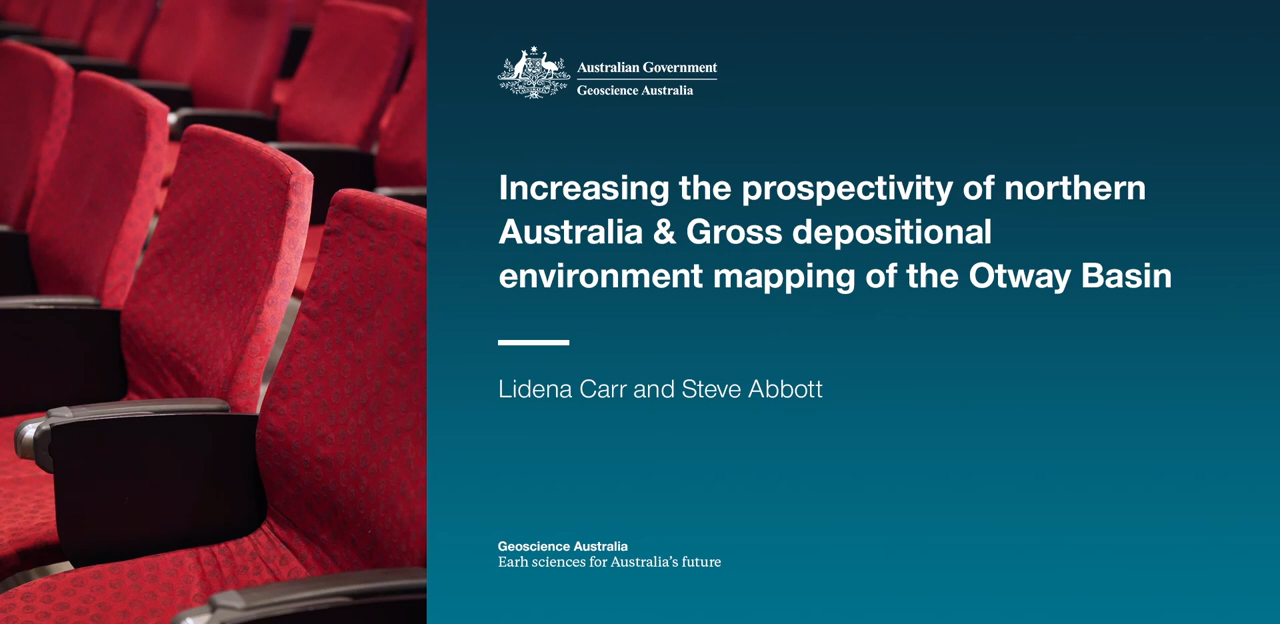 Australian Government
Geoscience Australia
Increasing the prospectivity of northern
Australia & Gross depositional
environment mapping of the Otway Basin
Lidena Carr and Steve Abbott
Geoscience Australia
Earh sciences for Australia's future